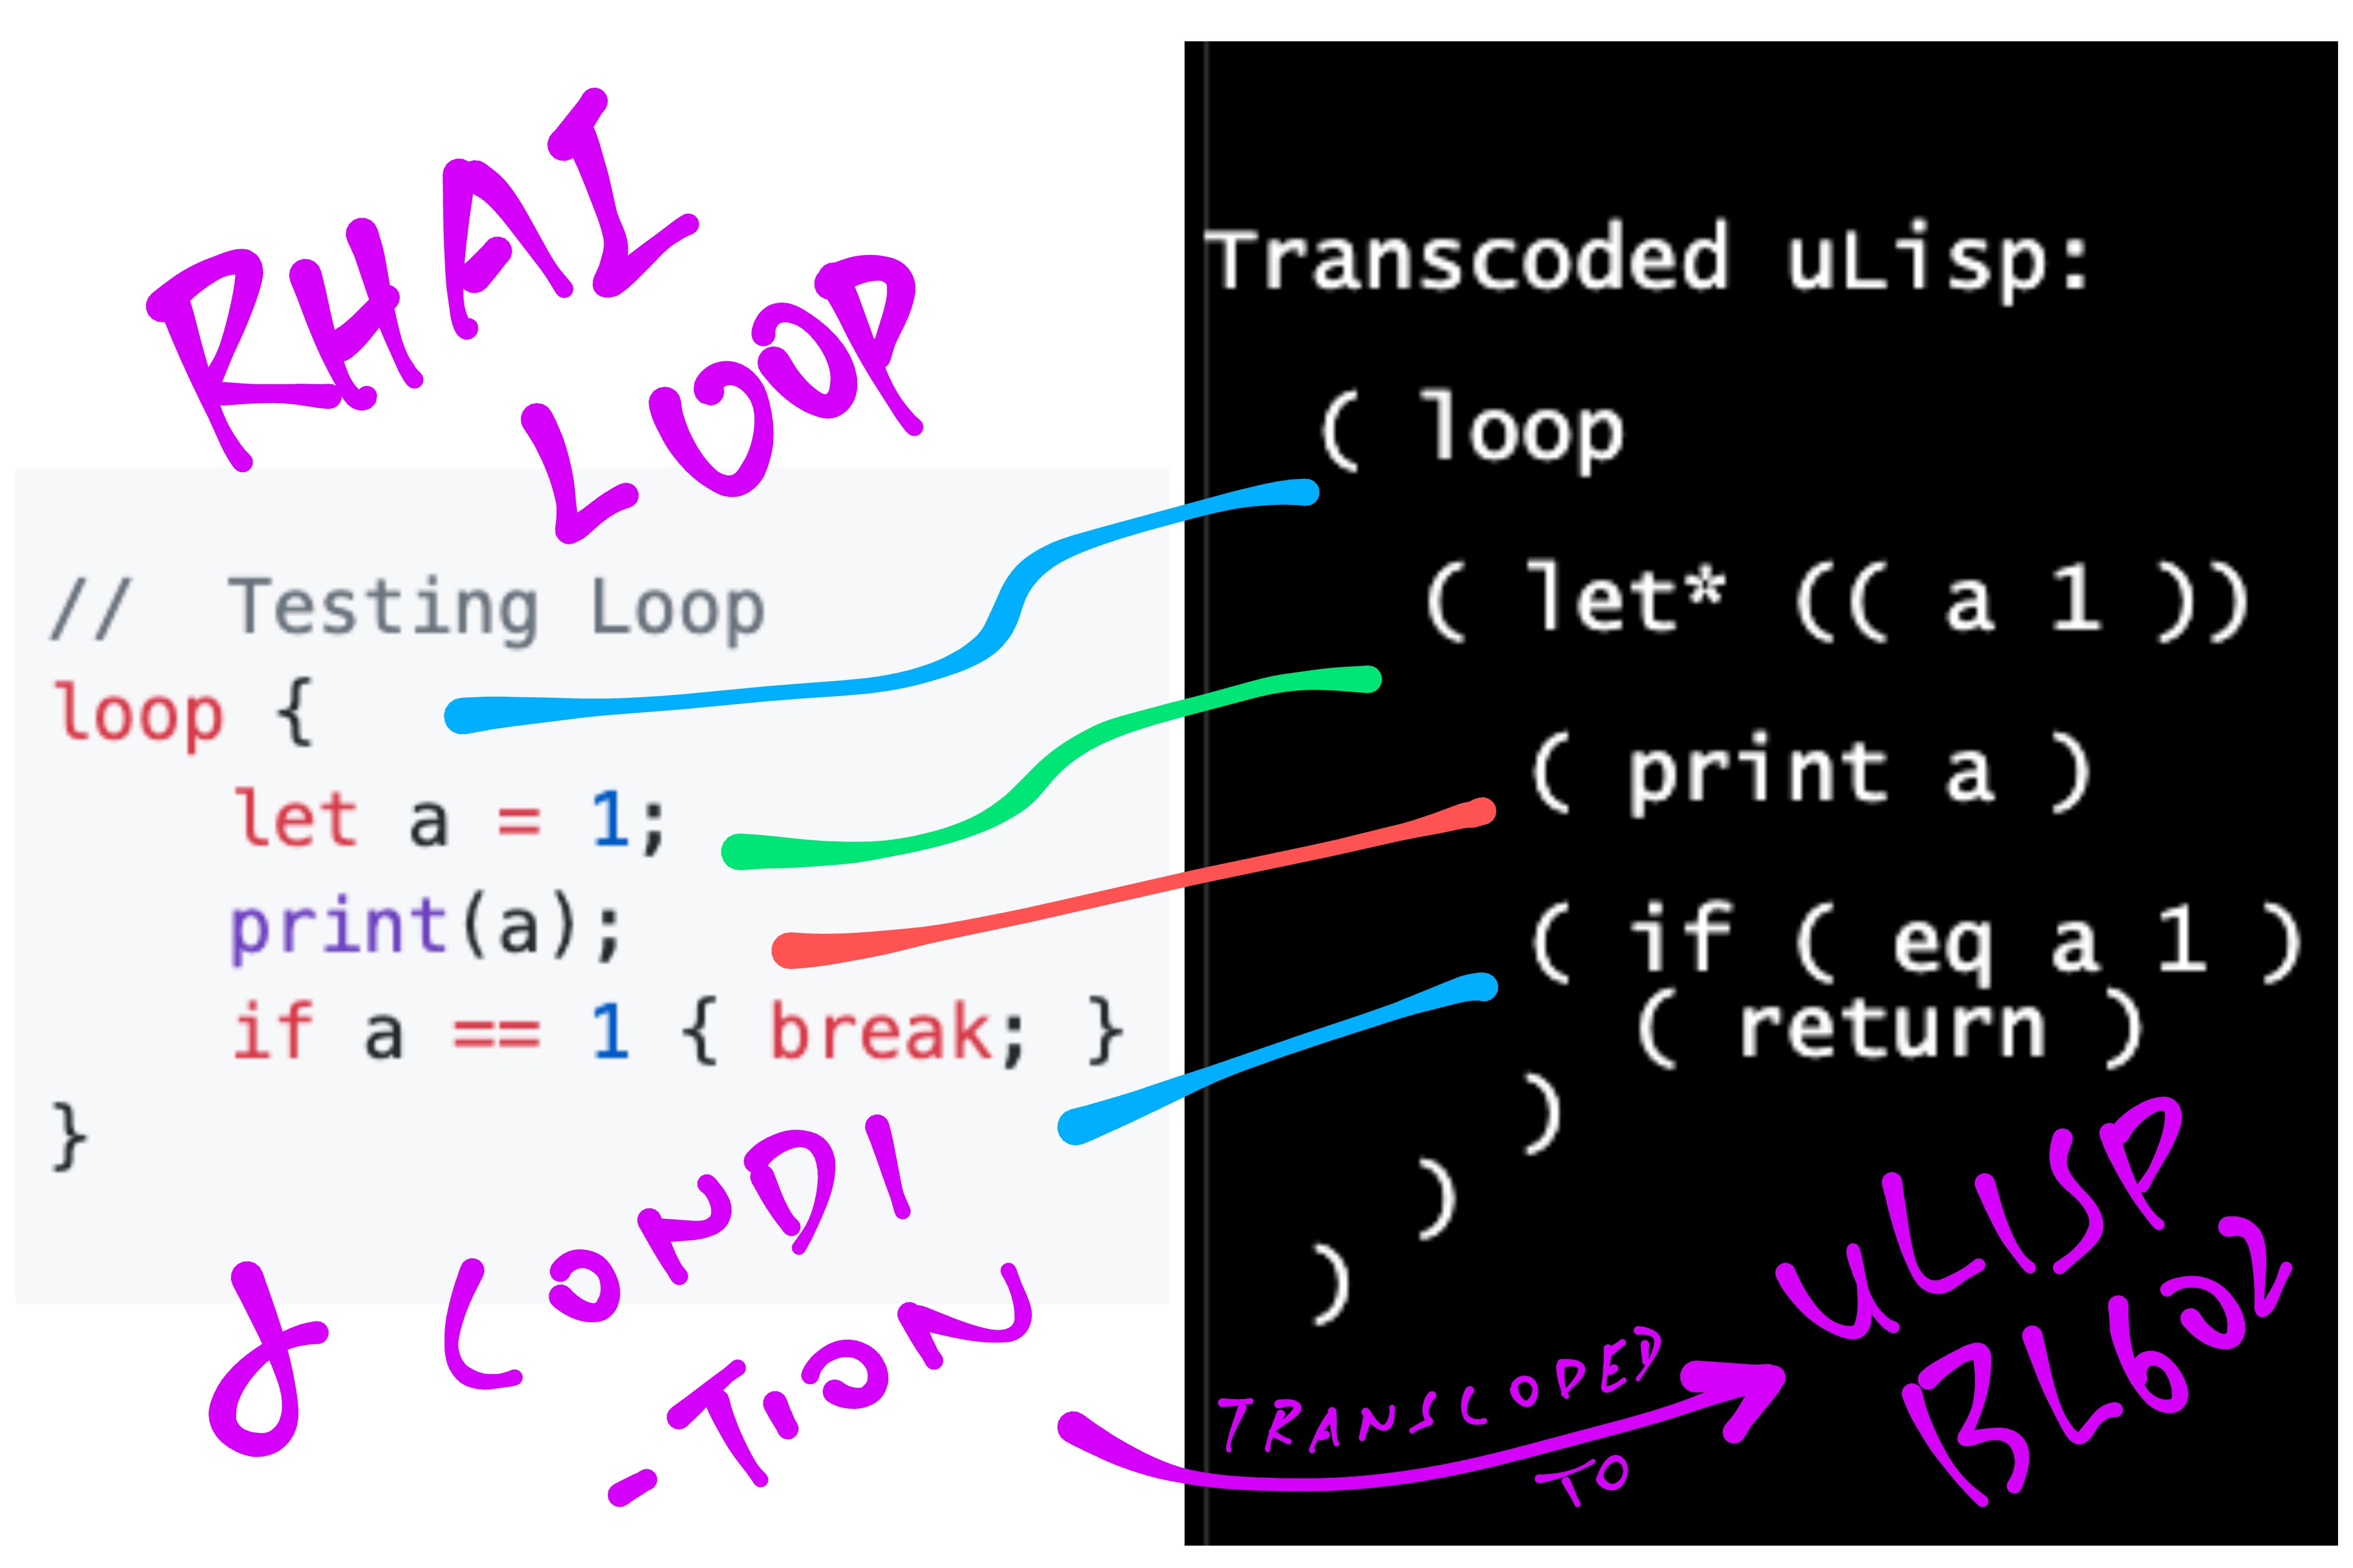 RHAI
LOOP
// Testing Loop
loop {
    let a = 1;
    print(a);
    if a == 1 { break; }
}
& CONDI
-TION
Transcoded uLisp:
( loop
( let* (( a 1 ))
( print a )
( if ( eq a 1 )
( return )
)
)
)
TRANSCODED
TO
uLISP
BL602